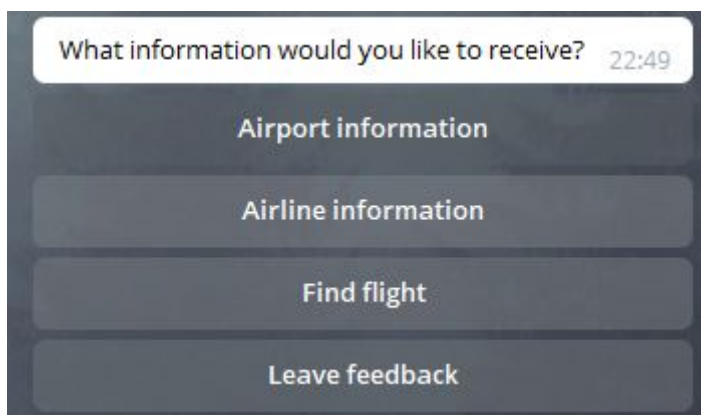 What information would you like to receive? 22:49
Airport information
Airline information
Find flight
Leave feedback